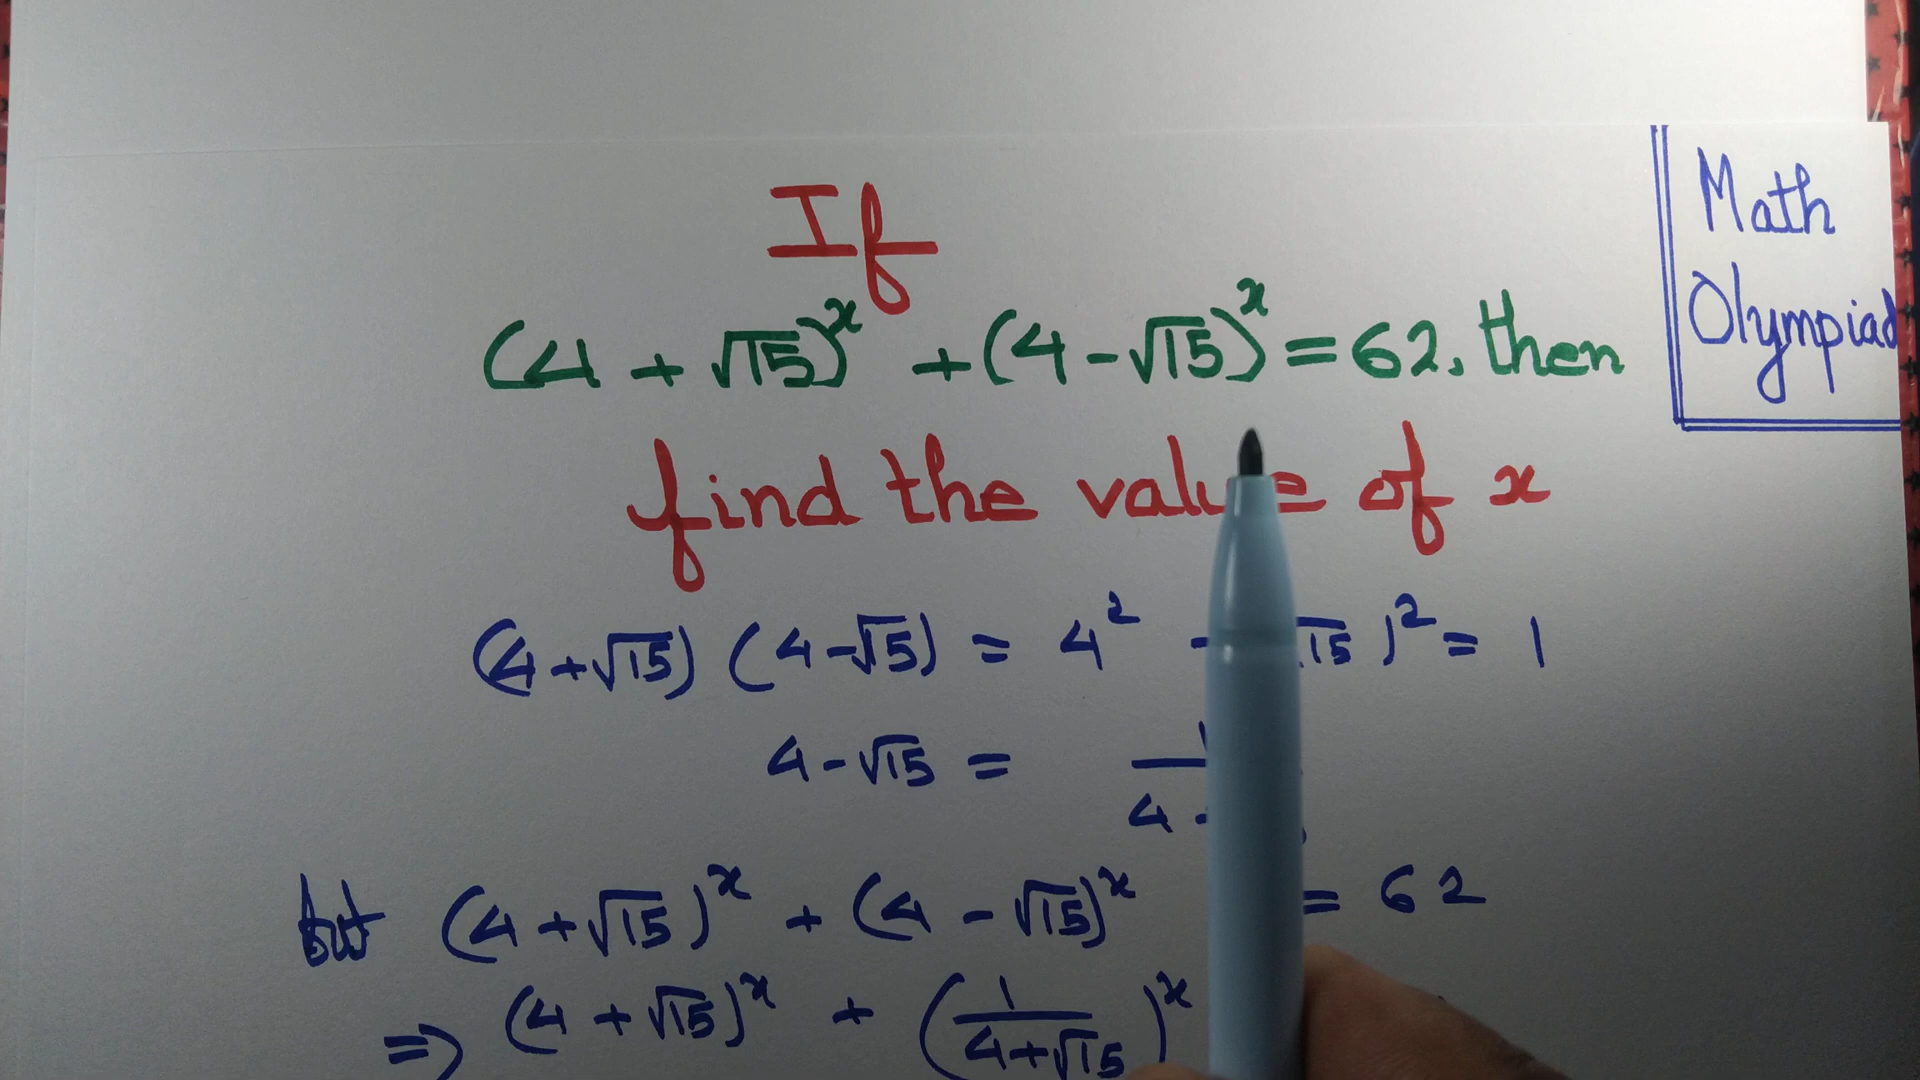 If
(4 + √15)^x + (4 - √15)^x = 62, then
find the value of x
(4 + √15) (4 - √15) = 4^2 - √15)^2 = 1
4 - √15 =
4
but (4 + √15)^x + (4 - √15)^x = 62
⇒ (4 + √15)^x + (1/(4+√15))^x
Math
Olympiad